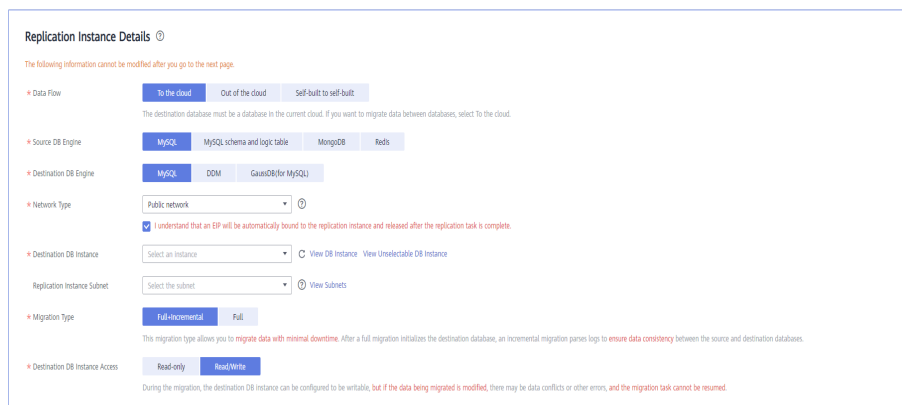 Replication Instance Details ?
The following information cannot be modified after you go to the next page.
* Data Flow To the cloud Out of the cloud Self-built to self-built
The destination database must be a database in the current cloud. If you want to migrate data between databases, select To the cloud.
* Source DB Engine MySQL MySQL schema and logic table MongoDB Redis
* Destination DB Engine MySQL DDM GaussDB(for MySQL)
* Network Type Public network ?
I understand that an EIP will be automatically bound to the replication instance and released after the replication task is complete.
* Destination DB Instance Select an instance View DB Instance View Unselectable DB Instance
Replication Instance Subnet Select the subnet ? View Subnets
* Migration Type Full+Incremental Full
This migration type allows you to migrate data with minimal downtime. After a full migration initializes the destination database, an incremental migration parses logs to ensure data consistency between the source and destination databases.
* Destination DB Instance Access Read-only Read/Write
During the migration, the destination DB instance can be configured to be writable, but if the data being migrated is modified, there may be data conflicts or other errors, and the migration task cannot be resumed.